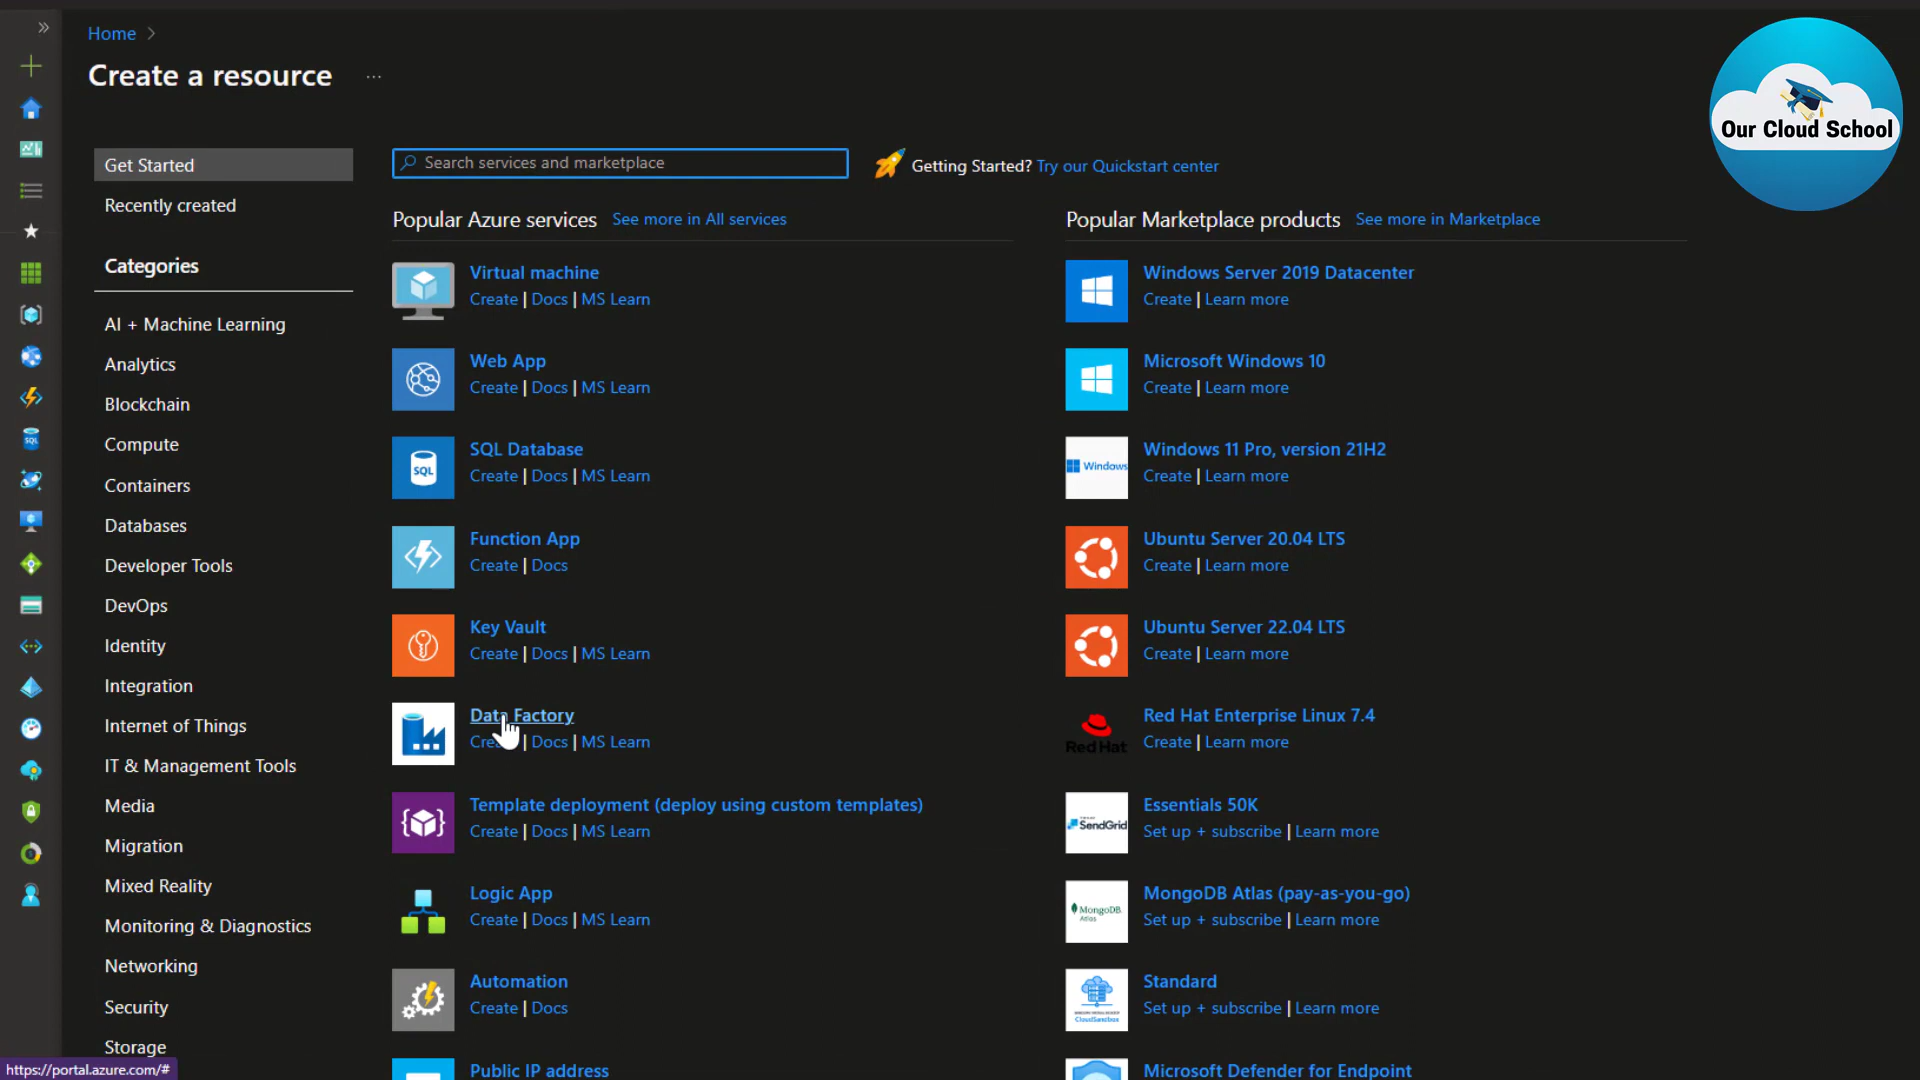 Home
Create a resource
...
Our Cloud School
Get Started
Recently created
Categories
AI + Machine Learning
Analytics
Blockchain
Compute
Containers
Databases
Developer Tools
DevOps
Identity
Integration
Internet of Things
IT & Management Tools
Media
Migration
Mixed Reality
Monitoring & Diagnostics
Networking
Security
Storage
Search services and marketplace
Getting Started? Try our Quickstart center
Popular Azure services See more in All services
Virtual machine
Create | Docs | MS Learn
Web App
Create | Docs | MS Learn
SQL
SQL Database
Create | Docs | MS Learn
Function App
Create | Docs
Key Vault
Create | Docs | MS Learn
Data Factory
Create | Docs | MS Learn
Template deployment (deploy using custom templates)
Create | Docs | MS Learn
Logic App
Create | Docs | MS Learn
Automation
Create | Docs
Public IP address
Popular Marketplace products See more in Marketplace
Windows Server 2019 Datacenter
Create | Learn more
Microsoft Windows 10
Create | Learn more
Windows
Windows 11 Pro, version 21H2
Create | Learn more
Ubuntu Server 20.04 LTS
Create | Learn more
Ubuntu Server 22.04 LTS
Create | Learn more
Red Hat
Red Hat Enterprise Linux 7.4
Create | Learn more
SendGrid
Essentials 50K
Set up + subscribe | Learn more
MongoDB.
Atlas
MongoDB Atlas (pay-as-you-go)
Set up + subscribe | Learn more
CloudSandbox
Standard
Set up + subscribe | Learn more
Microsoft Defender for Endpoint
https://portal.azure.com/#